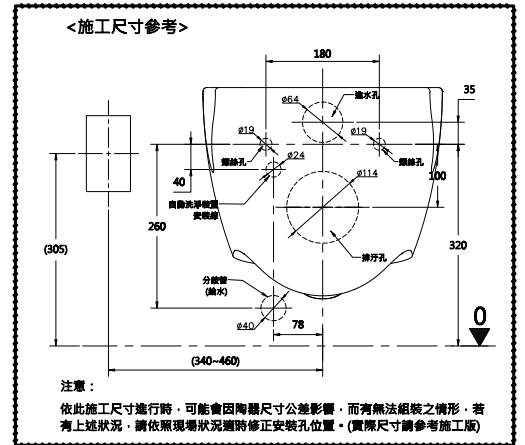 <施工尺寸參考>
180
35
ø64
進水孔
ø19
ø19
螺絲孔
ø24
螺絲孔
40
ø114
100
自動洗淨裝置
安裝線
260
(305)
320
排汙孔
分岐管
(給水)
ø40
78
0
(340~460)
注意：
依此施工尺寸進行時，可能會因陶器尺寸公差影響，而有無法組裝之情形，若
有上述狀況，請依照現場狀況適時修正安裝孔位置。(實際尺寸請參考施工版)